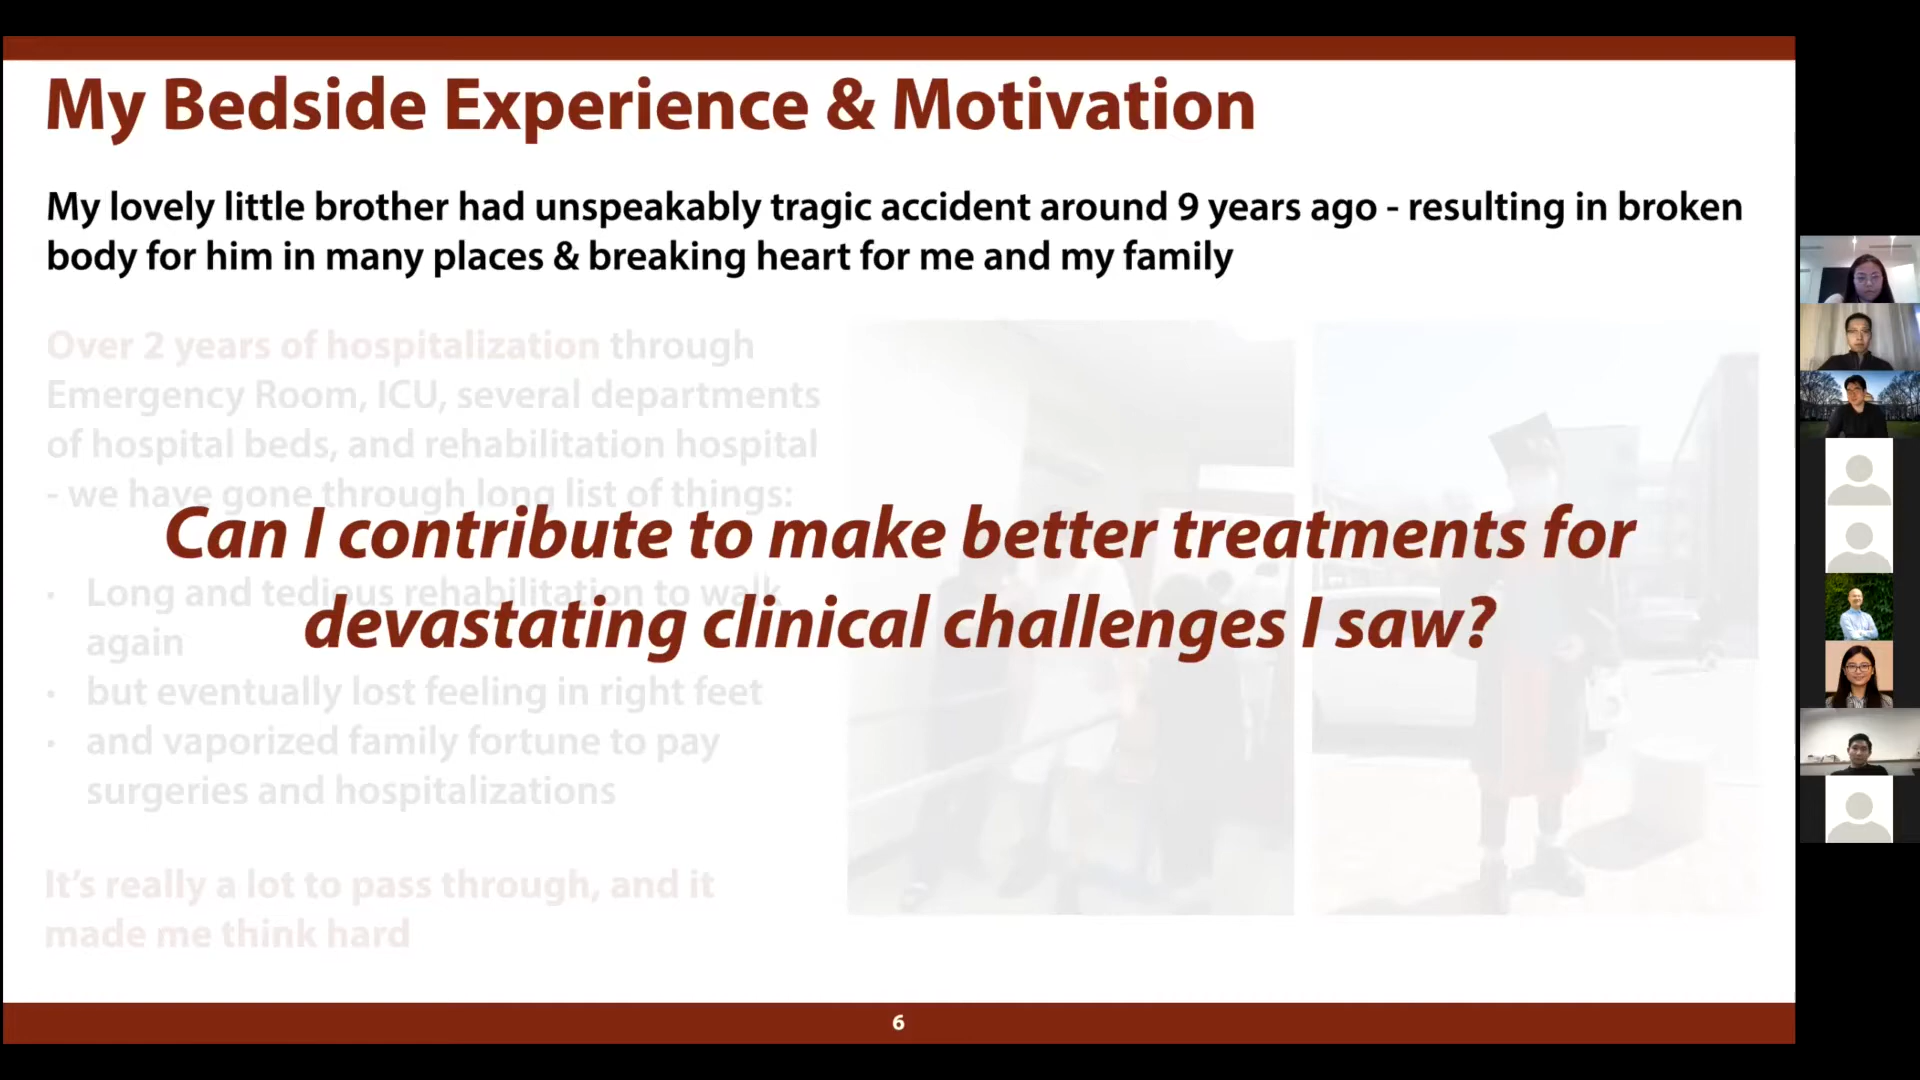 My Bedside Experience & Motivation
My lovely little brother had unspeakably tragic accident around 9 years ago - resulting in broken
body for him in many places & breaking heart for me and my family
Over 2 years of hospitalization through
Emergency Room, ICU, several departments
of hospital beds, and rehabilitation hospital
- we have gone through long list of things:
Can I contribute to make better treatments for
devastating clinical challenges I saw?
• Long and tedious rehabilitation to walk
again
• but eventually lost feeling in right feet
• and vaporized family fortune to pay
surgeries and hospitalizations
It's really a lot to pass through, and it
made me think hard
6